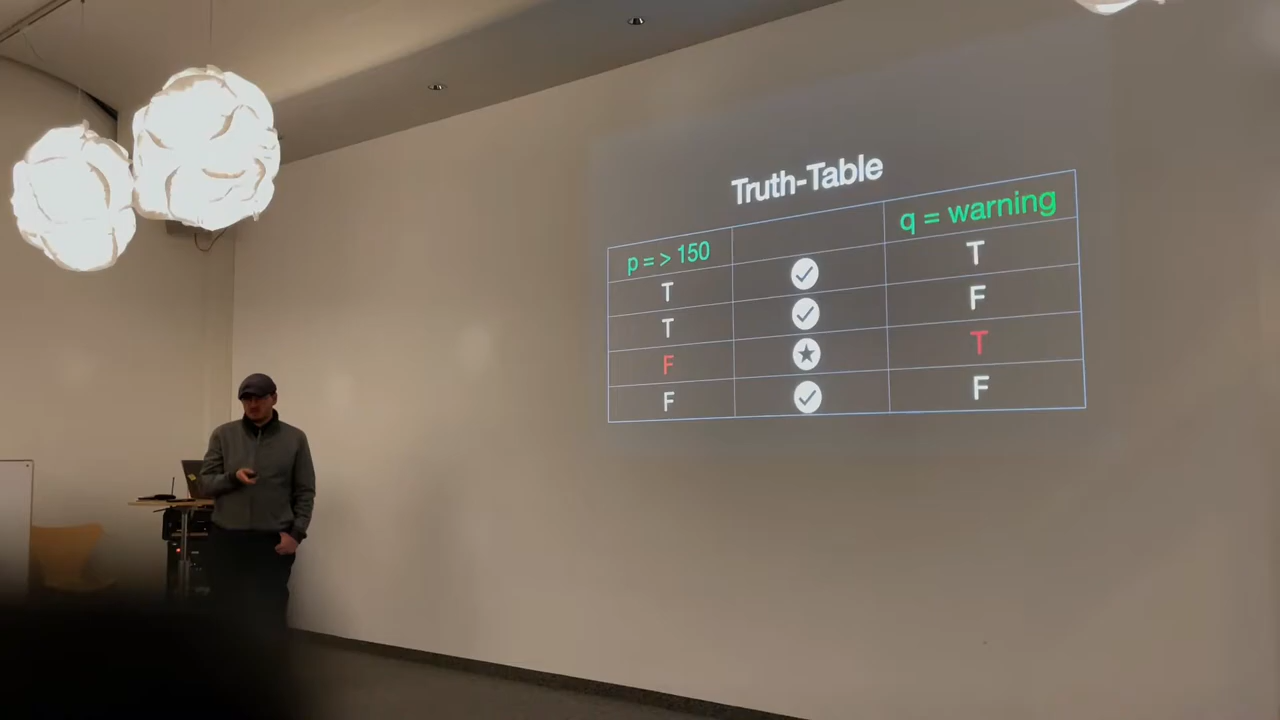 Truth-Table
p = > 150 q = warning
T T
T F
F T
F F